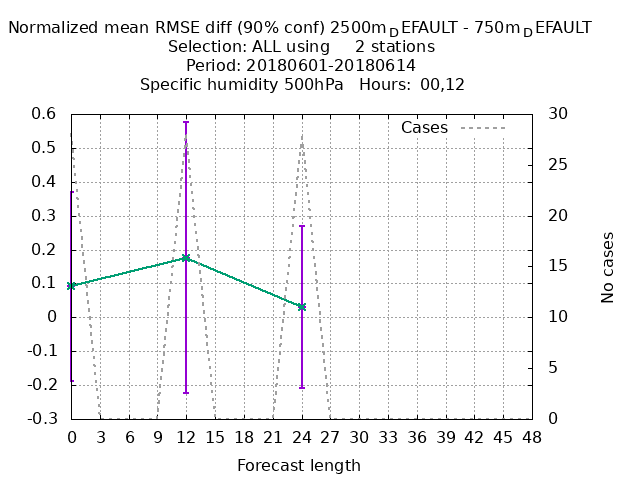 Normalized mean RMSE diff (90% conf) 2500m_DEFAULT - 750m_DEFAULT
Selection: ALL using 2 stations
Period: 20180601-20180614
Specific humidity 500hPa Hours: 00,12
Cases
0.6
0.5
0.4
0.3
0.2
0.1
0
-0.1
-0.2
-0.3
30
25
20
15
10
5
0
No cases
0 3 6 9 12 15 18 21 24 27 30 33 36 39 42 45 48
Forecast length